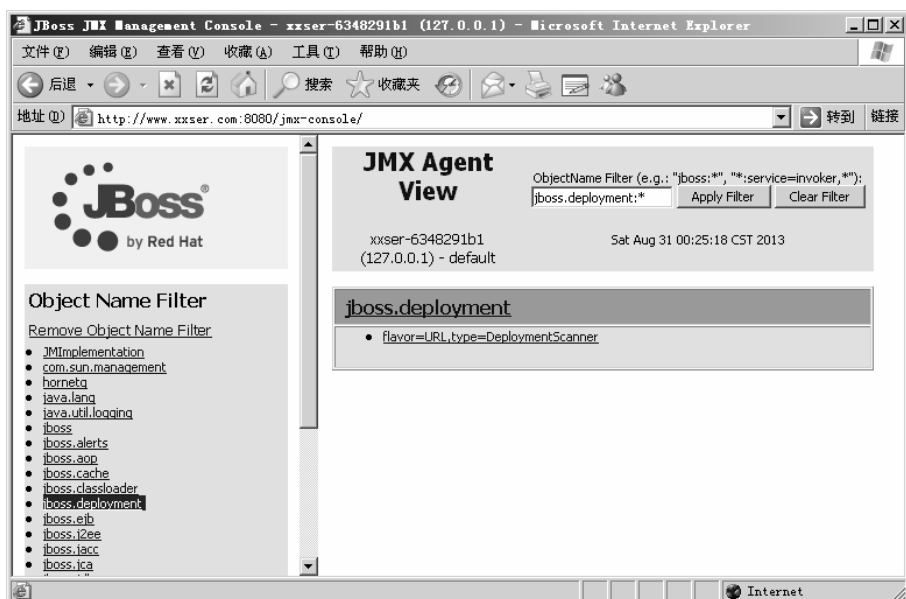 JBoss JMX Management Console - xxser-6348291b1 (127.0.0.1) - Microsoft Internet Explorer
文件(F) 编辑(E) 查看(V) 收藏(A) 工具(T) 帮助(H)
后退 搜索 收藏夹
地址(D) http://www.xxser.com:8080/jmx-console/ 转到 链接
JBoss®
by Red Hat
Object Name Filter
Remove Object Name Filter
JMImplementation
com.sun.management
hornetq
java.lang
java.util.logging
jboss
jboss.alerts
jboss.aop
jboss.cache
jboss.classloader
jboss.deployment
jboss.ejb
jboss.j2ee
jboss.jacc
jboss.jca
JMX Agent
View
xxser-6348291b1
(127.0.0.1) - default
ObjectName Filter (e.g.: "jboss:*", "*:service=invoker,*"):
jboss.deployment:* Apply Filter Clear Filter
Sat Aug 31 00:25:18 CST 2013
jboss.deployment
flavor=URL,type=DeploymentScanner
Internet